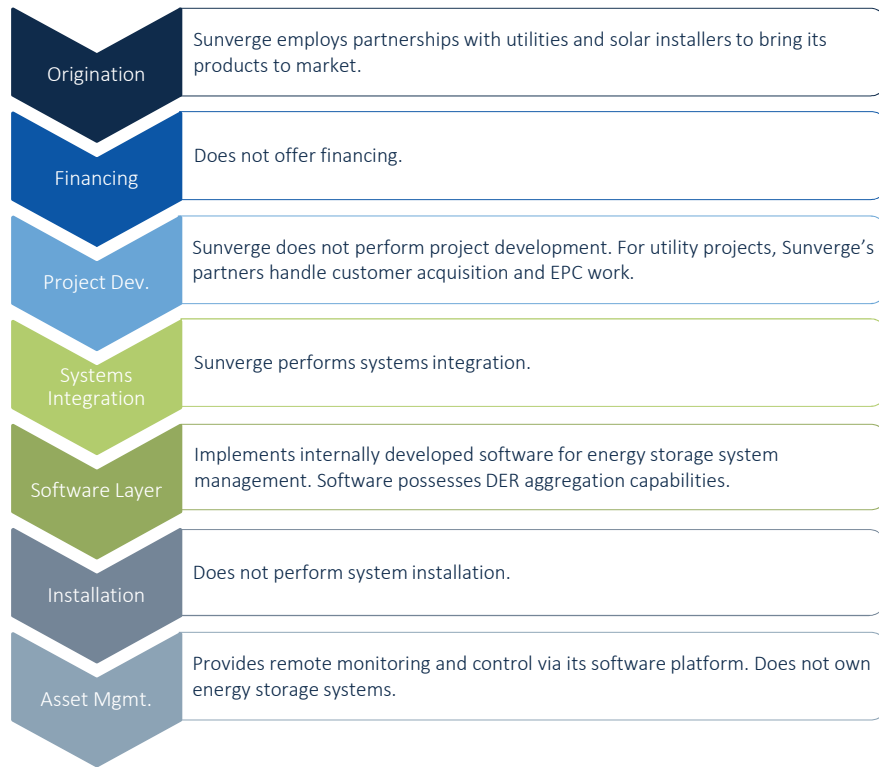 Origination
Sunverge employs partnerships with utilities and solar installers to bring its
products to market.
Financing
Does not offer financing.
Project Dev.
Sunverge does not perform project development. For utility projects, Sunverge’s
partners handle customer acquisition and EPC work.
Systems
Integration
Sunverge performs systems integration.
Software Layer
Implements internally developed software for energy storage system
management. Software possesses DER aggregation capabilities.
Installation
Does not perform system installation.
Asset Mgmt.
Provides remote monitoring and control via its software platform. Does not own
energy storage systems.